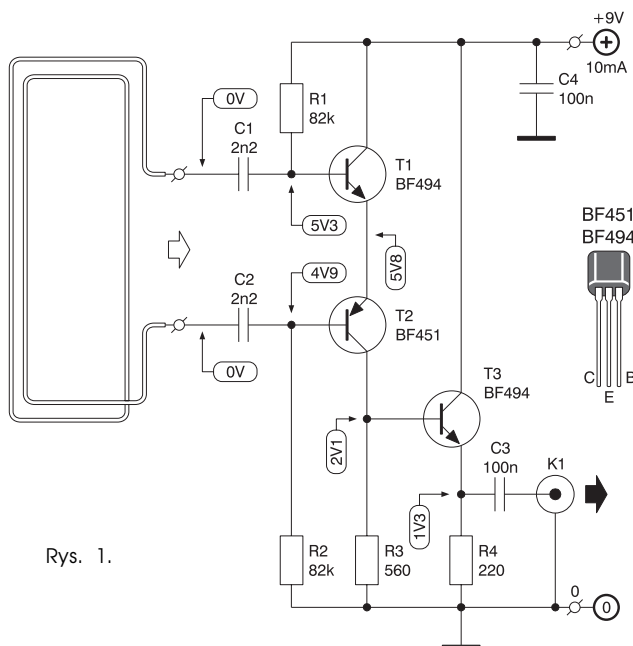 +9V
10mA
C4
100n
R1
82k
0V
C1
2n2
T1
BF494
5V3
5V8
BF451
BF494
C
E
B
4V9
C2
2n2
T2
BF451
0V
T3
BF494
2V1
C3
100n
K1
1V3
Rys. 1.
R2
82k
R3
560
R4
220
0
0